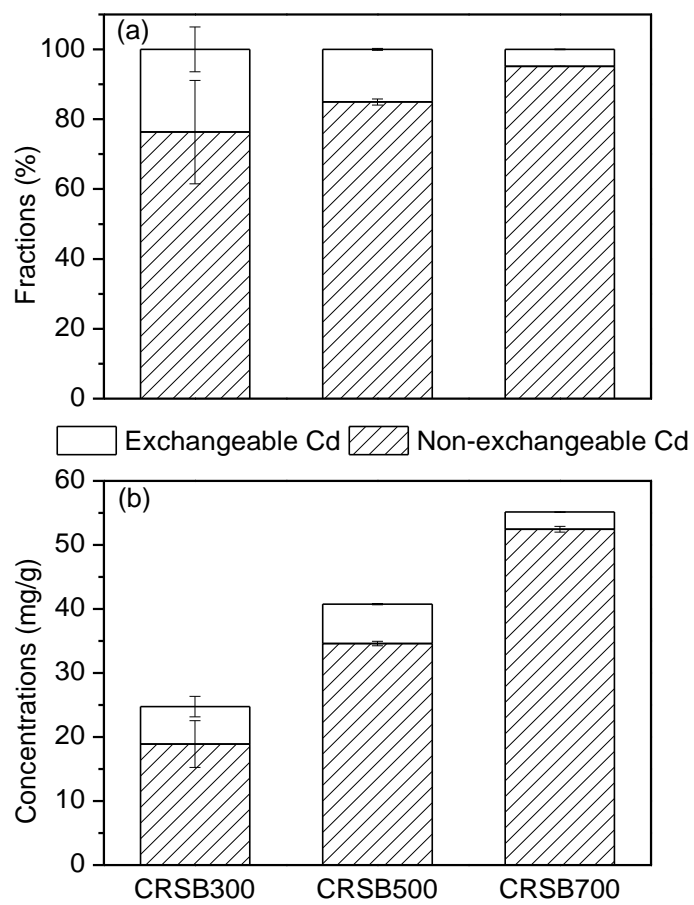 (a)
100
80
60
40
20
0
Fractions (%)
Exchangeable Cd Non-exchangeable Cd
(b)
60
50
40
30
20
10
0
Concentrations (mg/g)
CRSB300 CRSB500 CRSB700